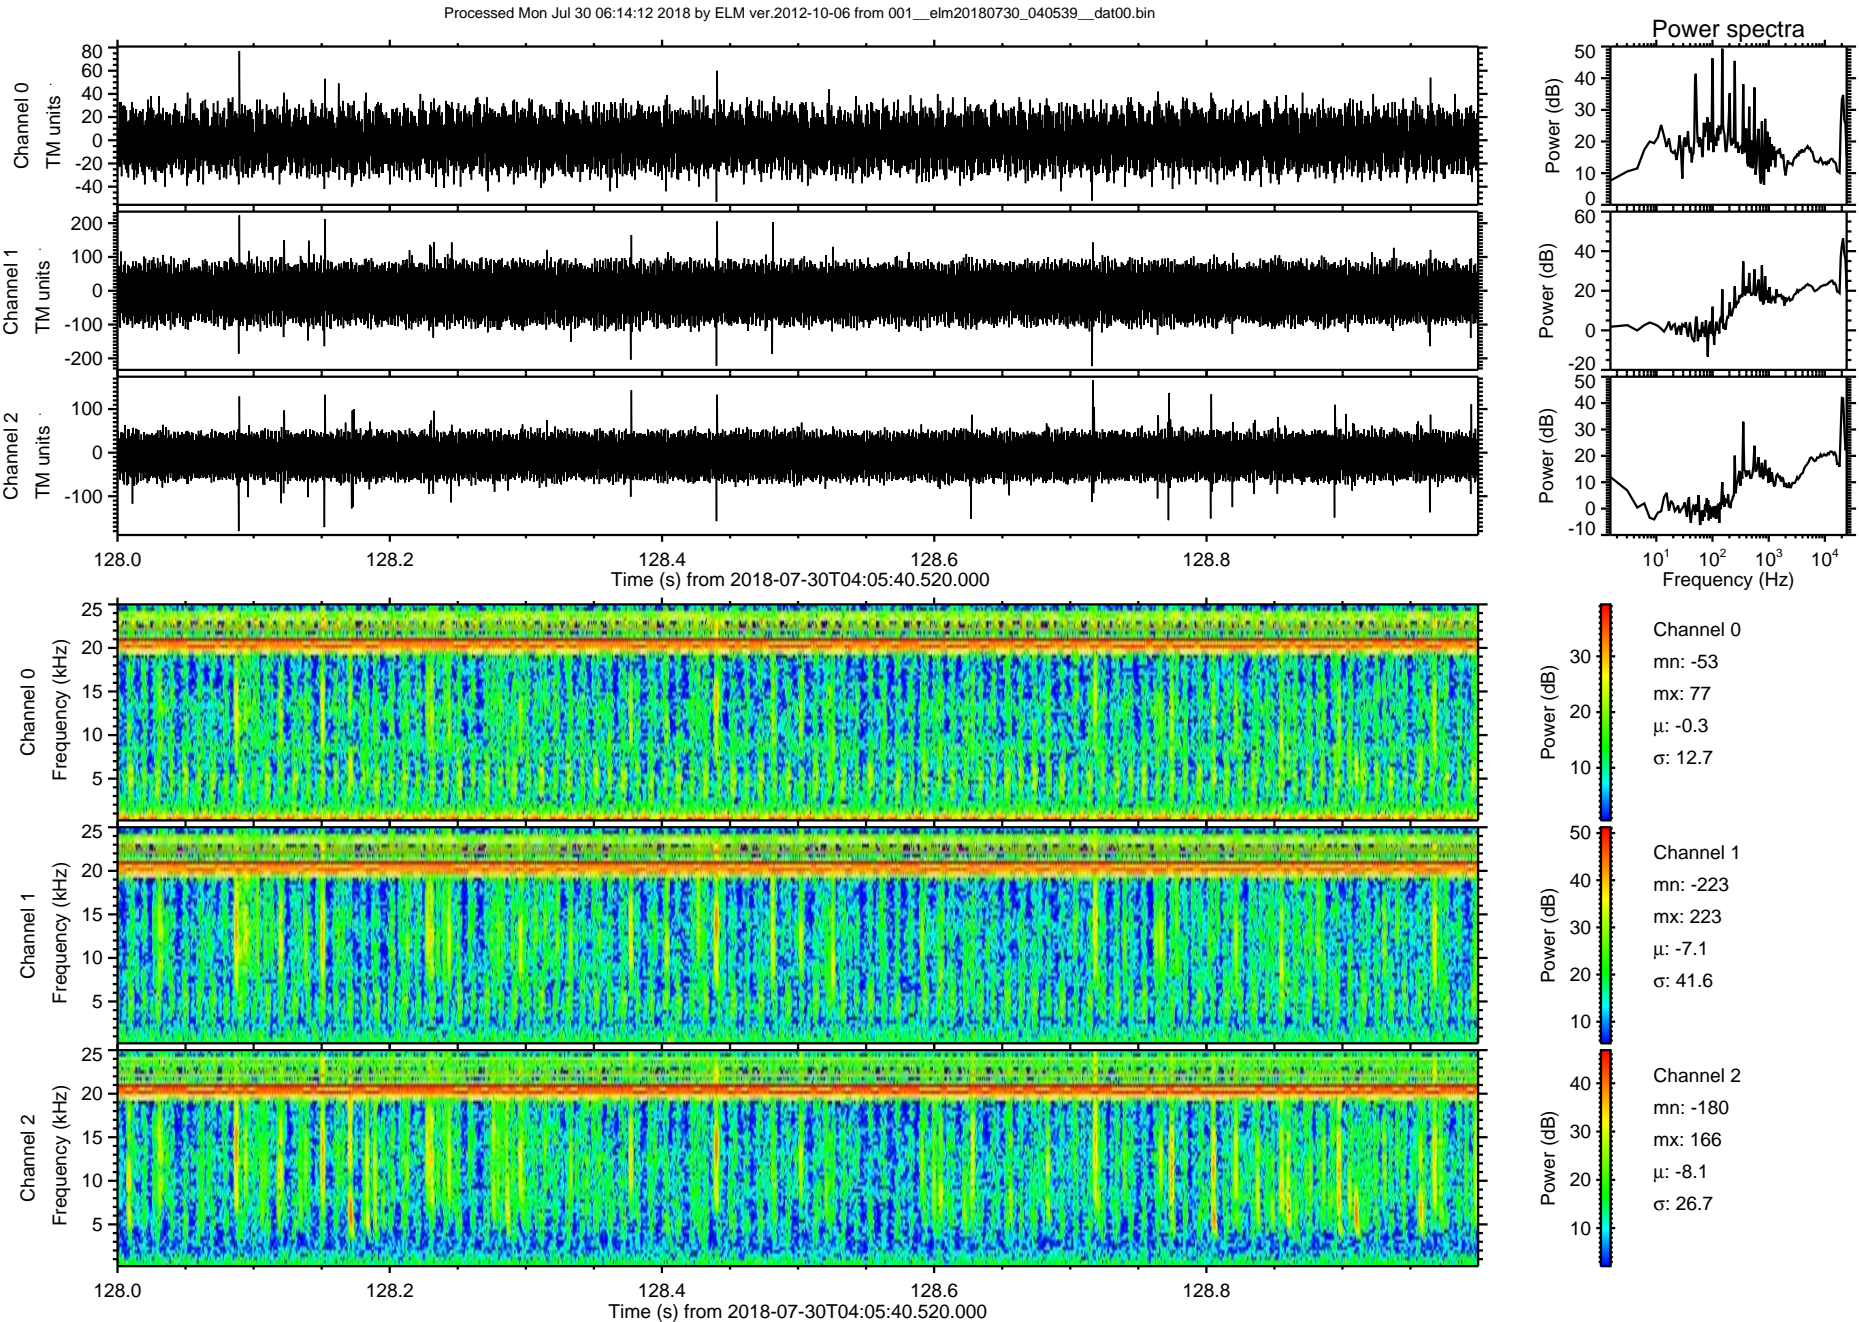 Processed Mon Jul 30 06:14:12 2018 by ELM ver.2012-10-06 from 001__elm20180730_040539__dat00.bin
Power spectra
Channel 0
TM units
80
60
40
20
0
-20
-40
Power (dB)
50
40
30
20
10
0
Channel 1
TM units
200
100
0
-100
-200
Power (dB)
60
40
20
0
-20
Channel 2
TM units
100
0
-100
Power (dB)
50
40
30
20
10
0
-10
128.0 128.2 128.4 128.6 128.8
Time (s) from 2018-07-30T04:05:40.520.000
10¹ 10² 10³ 10⁴
Frequency (Hz)
Channel 0
Frequency (kHz)
25
20
15
10
5
Power (dB)
30
20
10
Channel 0
mn: -53
mx: 77
μ: -0.3
σ: 12.7
Channel 1
Frequency (kHz)
25
20
15
10
5
Power (dB)
50
40
30
20
10
Channel 1
mn: -223
mx: 223
μ: -7.1
σ: 41.6
Channel 2
Frequency (kHz)
25
20
15
10
5
Power (dB)
40
30
20
10
Channel 2
mn: -180
mx: 166
μ: -8.1
σ: 26.7
128.0 128.2 128.4 128.6 128.8
Time (s) from 2018-07-30T04:05:40.520.000